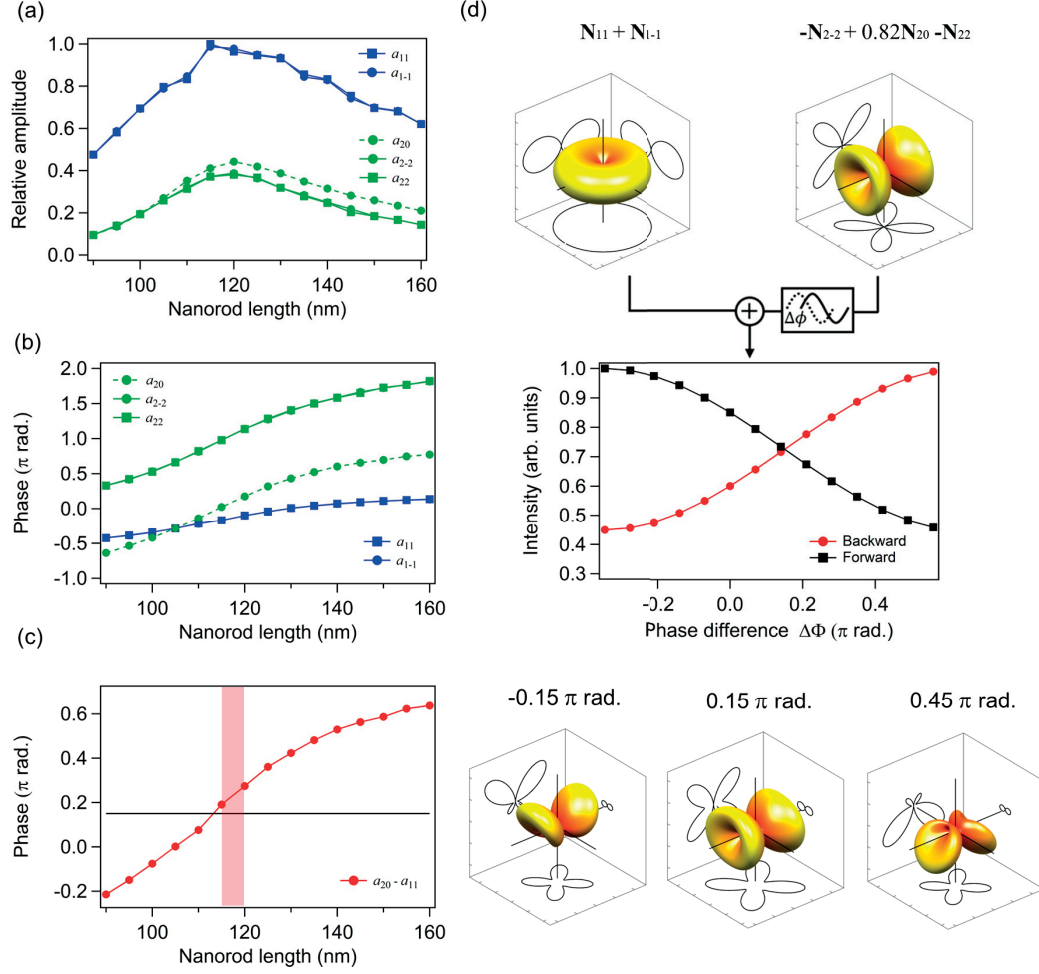 (a)
Relative amplitude
1.0
0.8
0.6
0.4
0.2
0.0
a11
a1-1
a20
a2-2
a22
100
120
140
160
Nanorod length (nm)
(b)
Phase (π rad.)
2.0
1.5
1.0
0.5
0.0
-0.5
-1.0
a20
a2-2
a22
a11
a1-1
100
120
140
160
Nanorod length (nm)
(c)
Phase (π rad.)
0.6
0.4
0.2
0.0
-0.2
a20 - a11
100
120
140
160
Nanorod length (nm)
(d)
N11 + N1-1
-N2-2 + 0.82N20 -N22
Δϕ
Intensity (arb. units)
1.0
0.9
0.8
0.7
0.6
0.5
0.4
0.3
Backward
Forward
-0.2
0.0
0.2
0.4
Phase difference ΔΦ (π rad.)
-0.15 π rad.
0.15 π rad.
0.45 π rad.